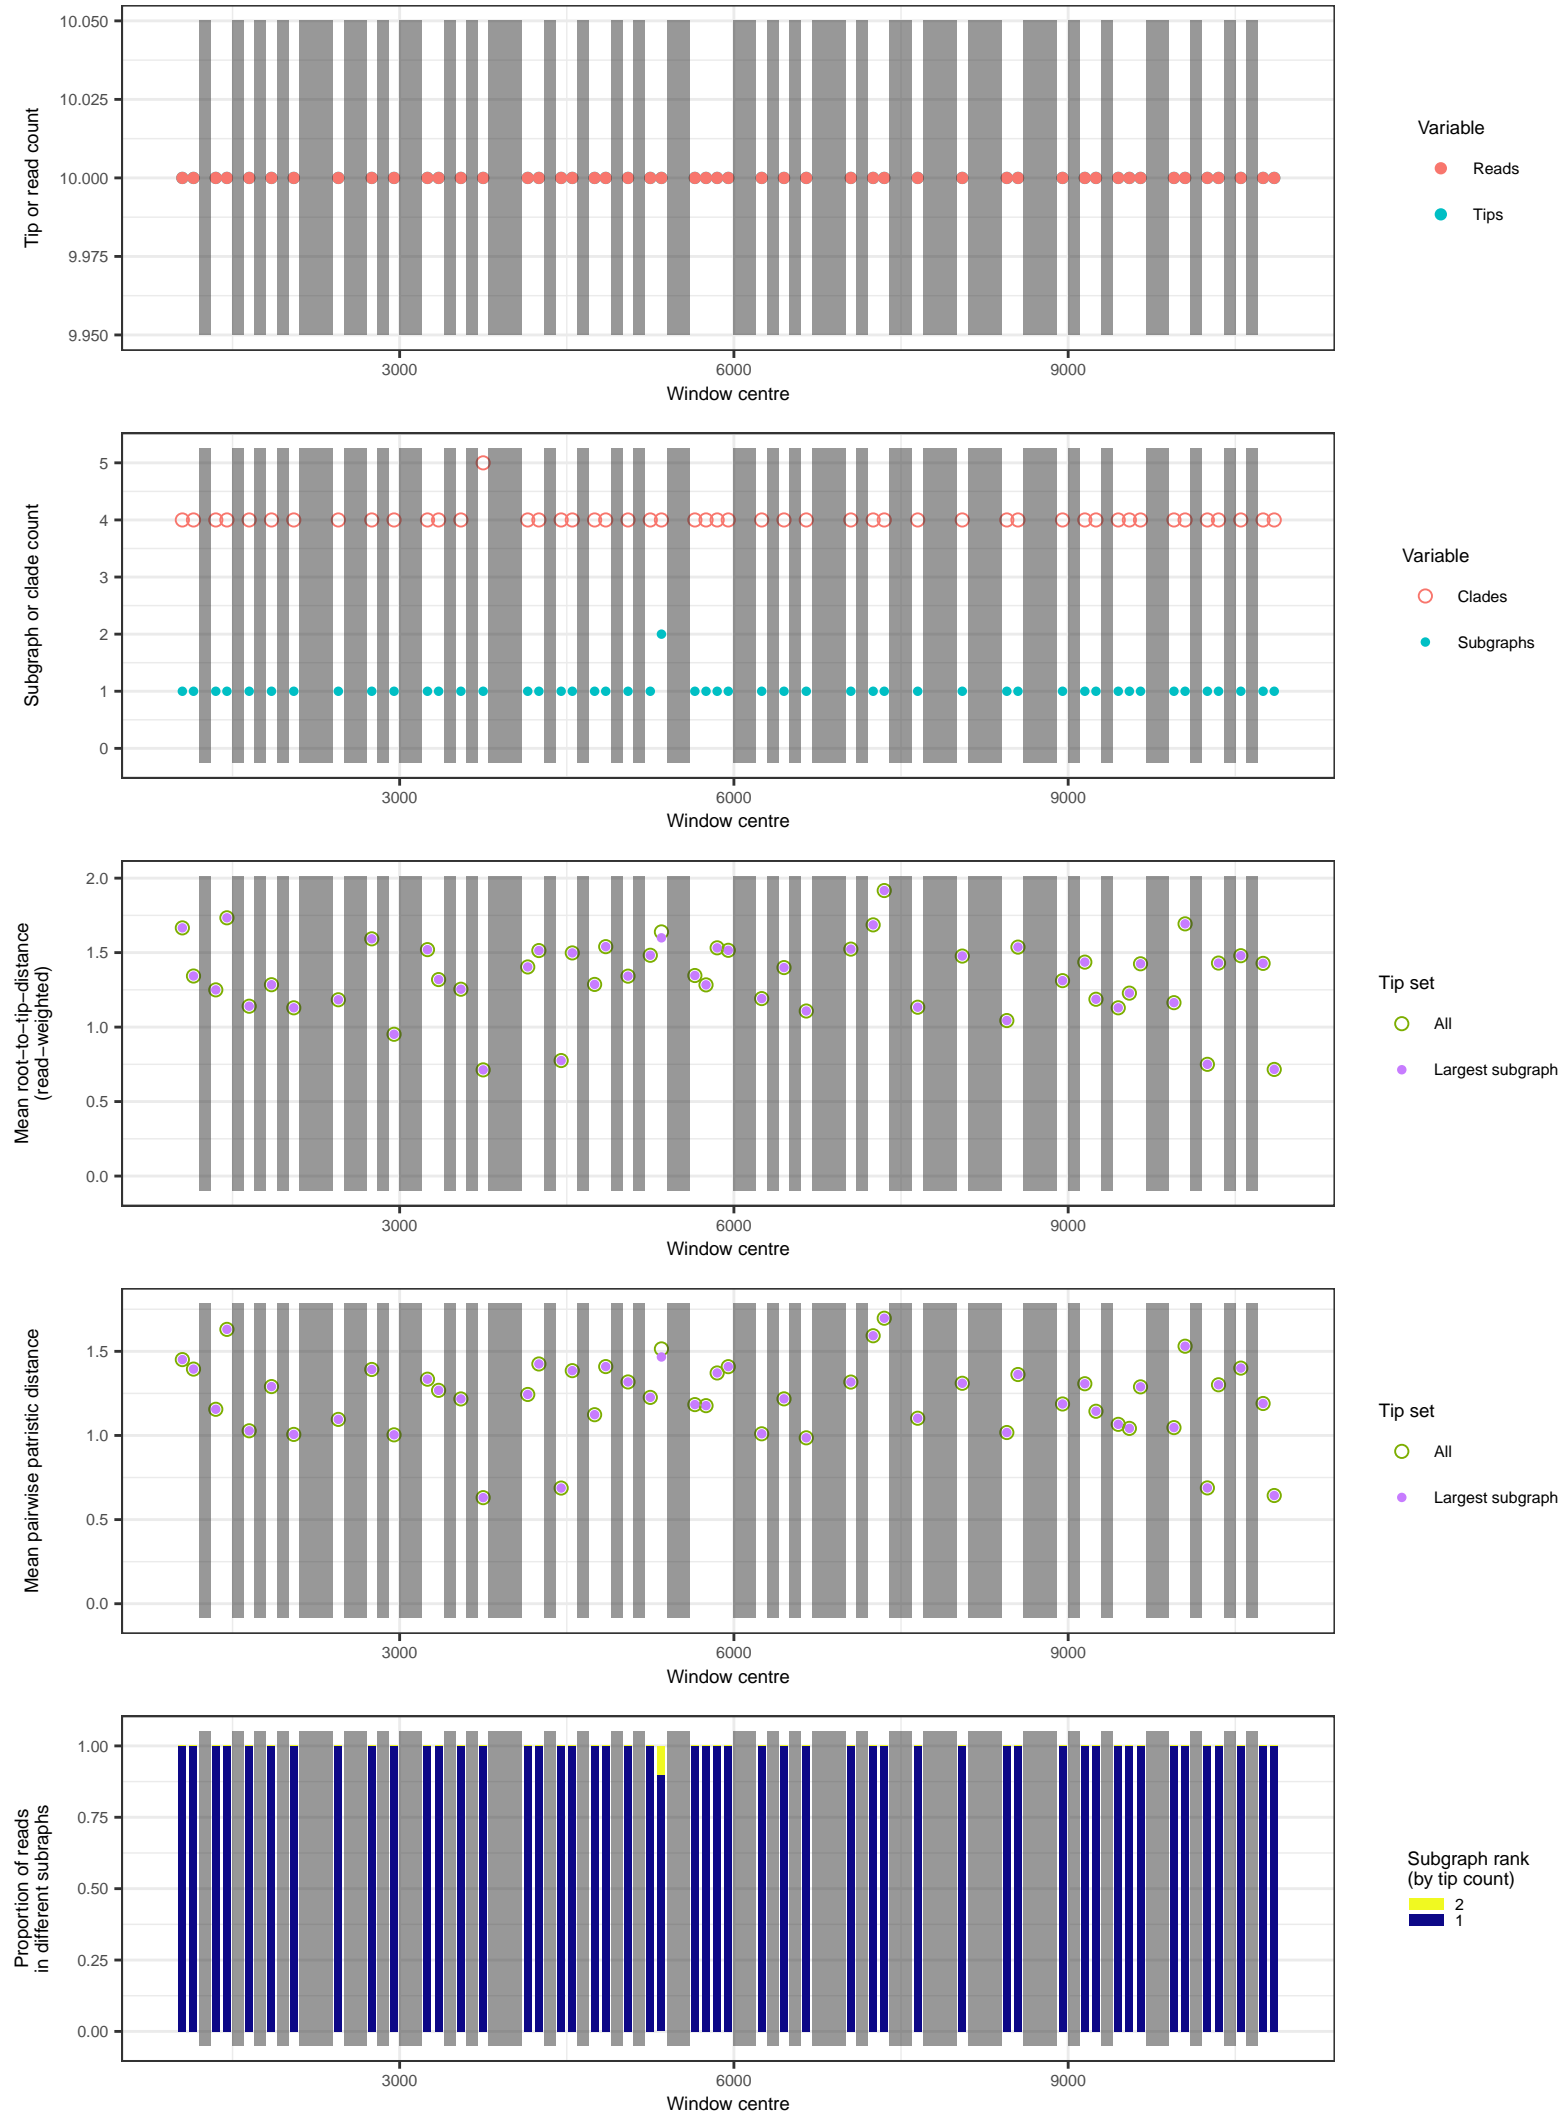 10.050
10.025
10.000
9.975
9.950
Tip or read count
3000
6000
9000
Window centre
Variable
Reads
Tips
5
4
3
2
1
0
Subgraph or clade count
3000
6000
9000
Window centre
Variable
Clades
Subgraphs
2.0
1.5
1.0
0.5
0.0
Mean root-to-tip-distance
(read-weighted)
3000
6000
9000
Window centre
Tip set
All
Largest subgraph
1.5
1.0
0.5
0.0
Mean pairwise patristic distance
3000
6000
9000
Window centre
Tip set
All
Largest subgraph
1.00
0.75
0.50
0.25
0.00
Proportion of reads
in different subraphs
3000
6000
9000
Window centre
Subgraph rank
(by tip count)
2
1